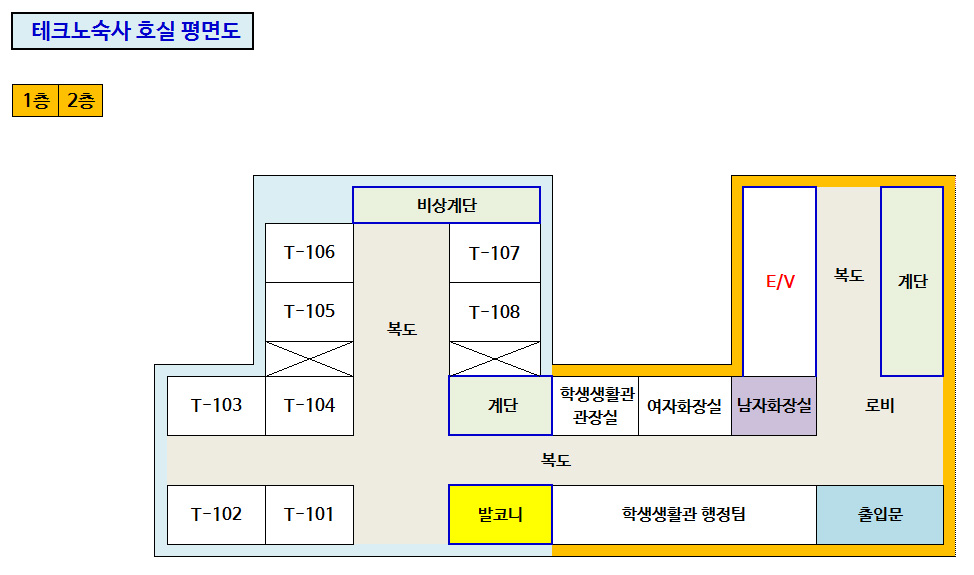 테크노숙사 호실 평면도
1층 2층
비상계단
T-106
T-107
E/V
복도
계단
T-105
T-108
복도
T-103
T-104
계단
학생생활관
관장실
여자화장실
남자화장실
로비
복도
T-102
T-101
발코니
학생생활관 행정팀
출입문